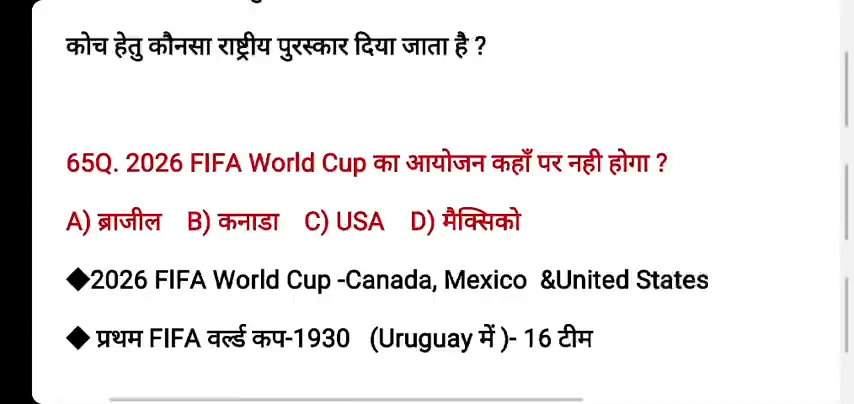 कोच हेतु कौनसा राष्ट्रीय पुरस्कार दिया जाता है ?
65Q. 2026 FIFA World Cup का आयोजन कहाँ पर नही होगा ?
A) ब्राजील B) कनाडा C) USA D) मैक्सिको
◆2026 FIFA World Cup -Canada, Mexico &United States
◆ प्रथम FIFA वर्ल्ड कप-1930 (Uruguay में )- 16 टीम